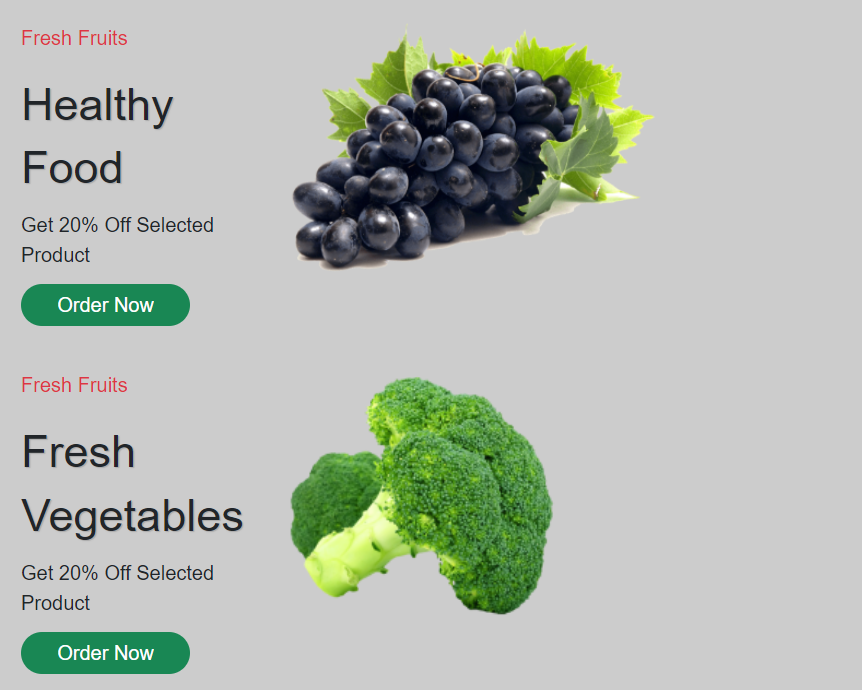 Fresh Fruits
Healthy
Food
Get 20% Off Selected
Product
Order Now
Fresh Fruits
Fresh
Vegetables
Get 20% Off Selected
Product
Order Now